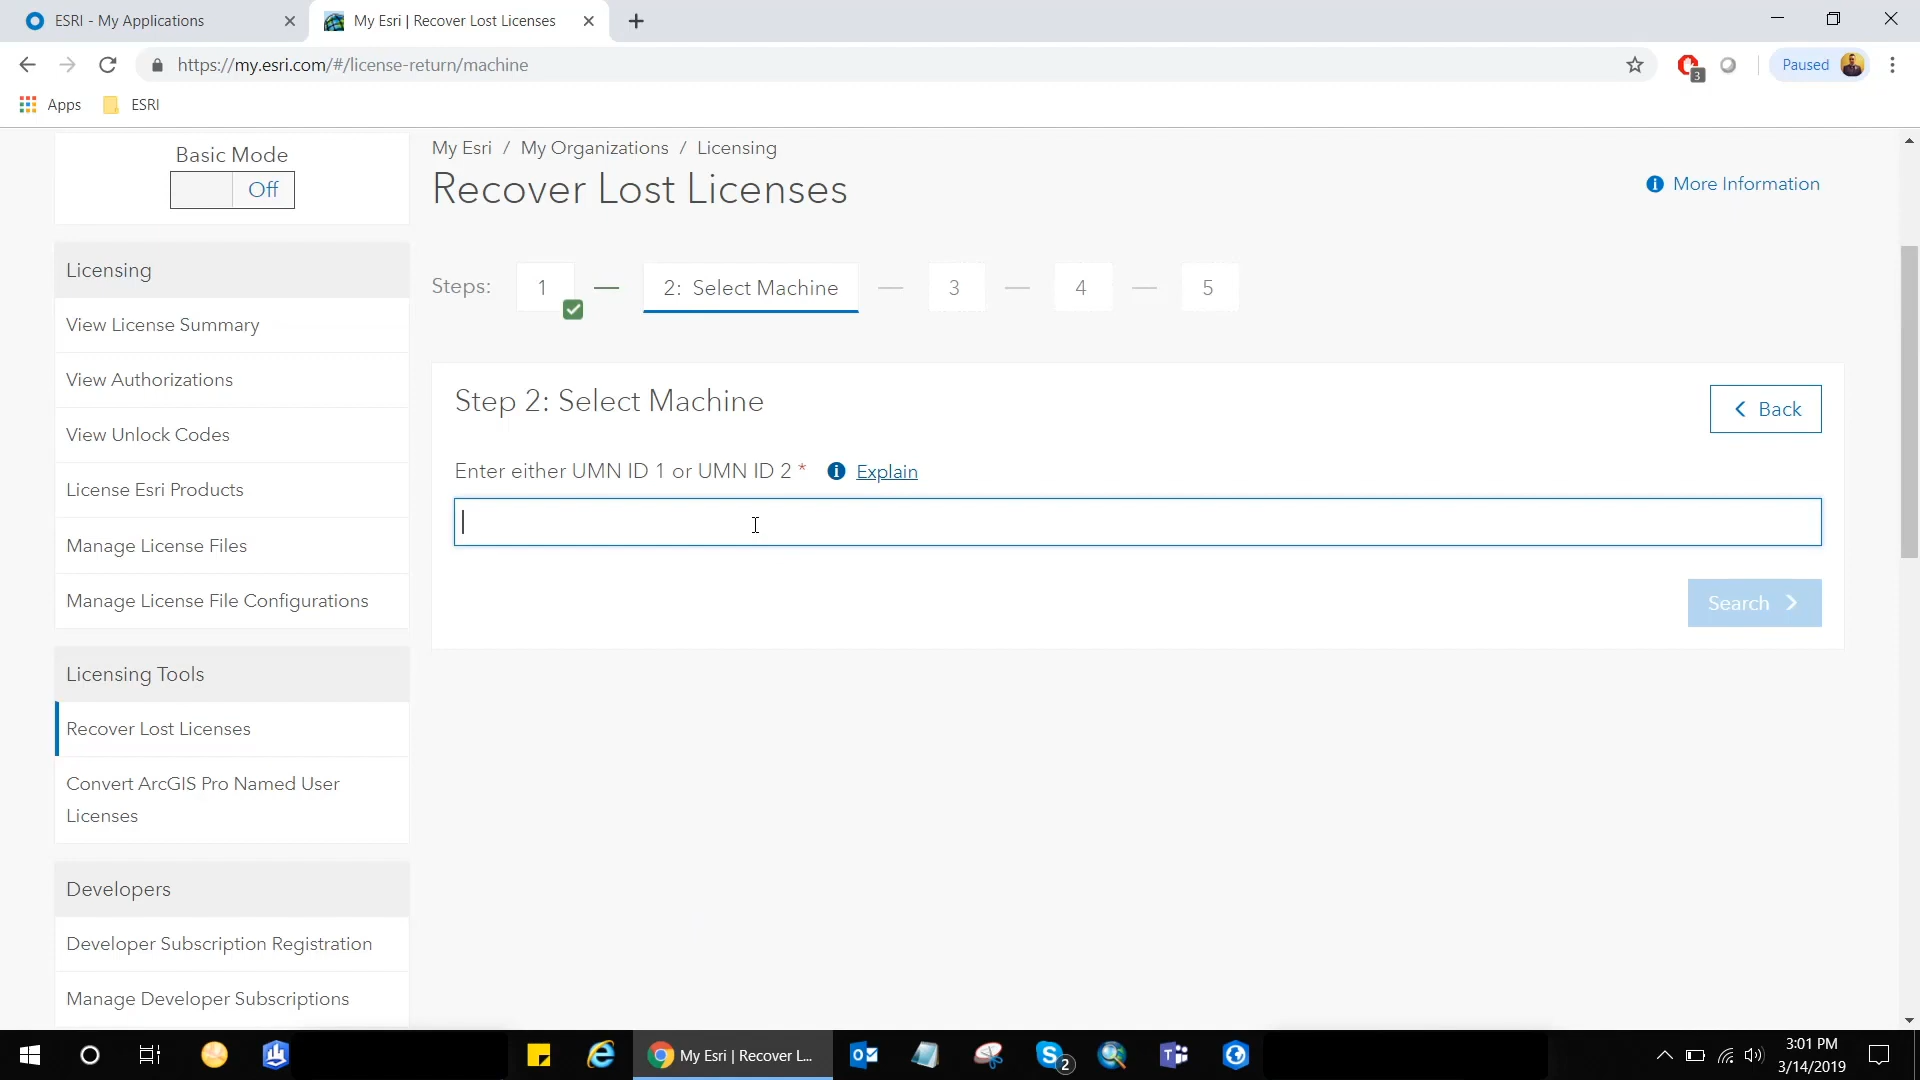 ESRI - My Applications
My Esri | Recover Lost Licenses
https://my.esri.com/#/license-return/machine
3
Paused
Apps
ESRI
Basic Mode
Off
My Esri / My Organizations / Licensing
Recover Lost Licenses
More Information
Licensing
View License Summary
View Authorizations
View Unlock Codes
License Esri Products
Manage License Files
Manage License File Configurations
Licensing Tools
Recover Lost Licenses
Convert ArcGIS Pro Named User
Licenses
Developers
Developer Subscription Registration
Manage Developer Subscriptions
Steps: 1 2: Select Machine 3 4 5
Step 2: Select Machine
Back
Enter either UMN ID 1 or UMN ID 2 * Explain
Search
My Esri | Recover L...
2
3:01 PM
3/14/2019